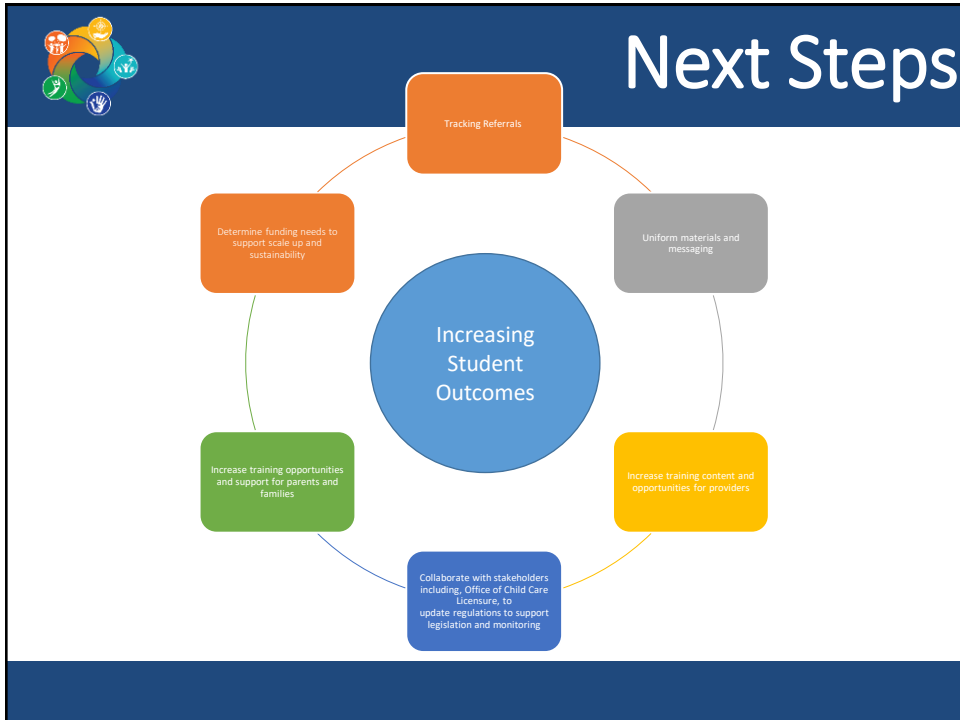 Next Steps
Tracking Referrals
Uniform materials and
messaging
Increase training content and
opportunities for providers
Collaborate with stakeholders
including, Office of Child Care
Licensure, to
update regulations to support
legislation and monitoring
Increase training opportunities
and support for parents and
families
Determine funding needs to
support scale up and
sustainability
Increasing
Student
Outcomes